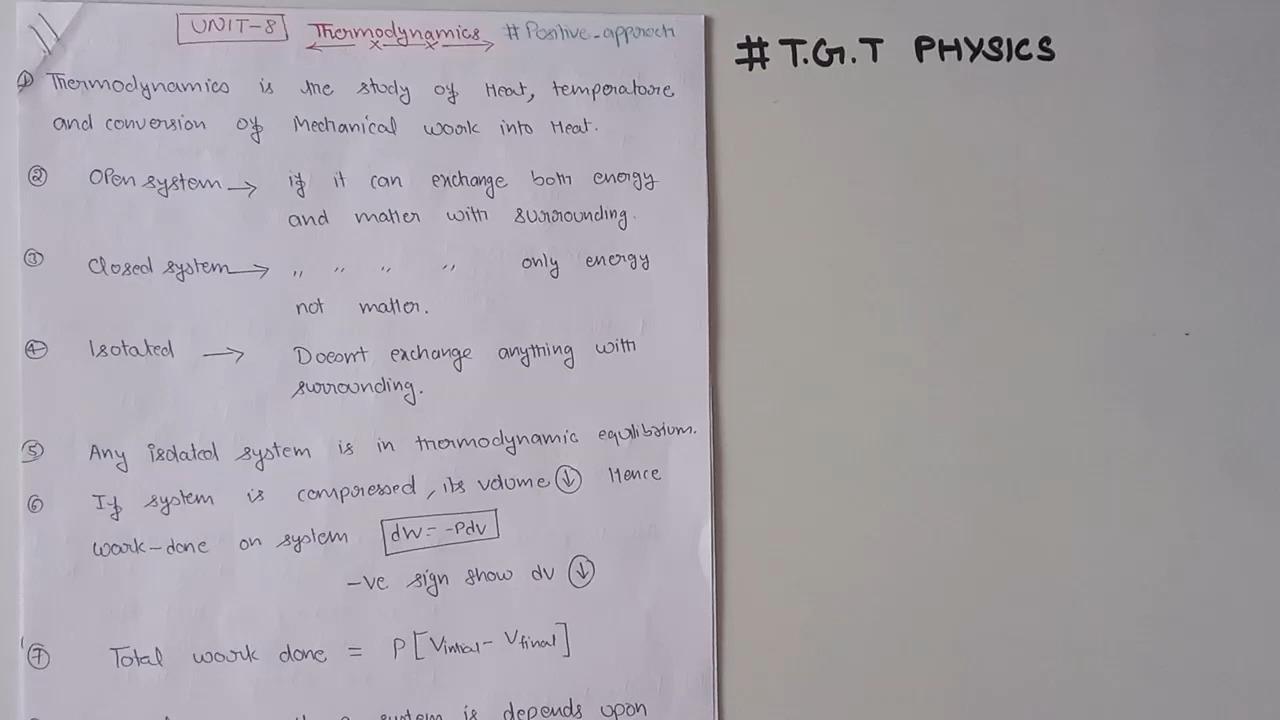 UNIT-8 Thermodynamics #Positive-approach
# T.G.T PHYSICS
① Thermodynamics is the study of Heat, temperature
and conversion of Mechanical work into Heat.
② Open system → if it can exchange both energy
and matter with surrounding.
③ Closed system → " " " " only energy
not matter.
④ Isolated → Doesn't exchange anything with
surrounding.
⑤ Any isolated system is in thermodynamic equilibrium.
⑥ If system is compressed, its volume ↓ Hence
work-done on system dw = -Pdv
-ve sign show dv ↓
⑦ Total work done = P[Vinitial - Vfinal]
system is depends upon